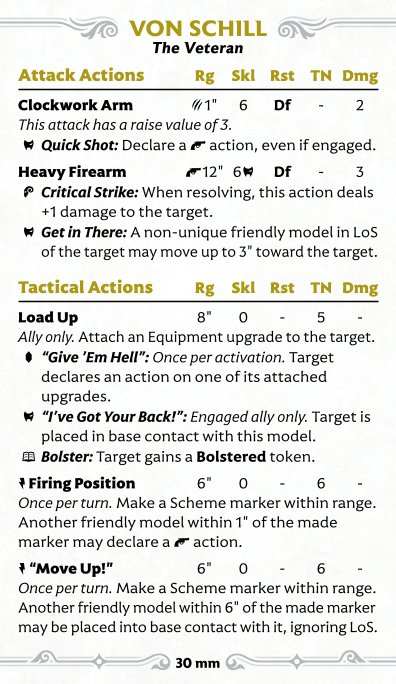 VON SCHILL
The Veteran
Attack Actions Rg Skl Rst TN Dmg
Clockwork Arm 1" 6 Df - 2
This attack has a raise value of 3.
Quick Shot: Declare a action, even if engaged.
Heavy Firearm 12" 6 Df - 3
Critical Strike: When resolving, this action deals
+1 damage to the target.
Get in There: A non-unique friendly model in LoS
of the target may move up to 3" toward the target.
Tactical Actions Rg Skl Rst TN Dmg
Load Up 8" 0 - 5 -
Ally only. Attach an Equipment upgrade to the target.
“Give ’Em Hell”: Once per activation. Target
declares an action on one of its attached
upgrades.
“I’ve Got Your Back!”: Engaged ally only. Target is
placed in base contact with this model.
Bolster: Target gains a Bolstered token.
Firing Position 6" 0 - 6 -
Once per turn. Make a Scheme marker within range.
Another friendly model within 1" of the made
marker may declare a action.
“Move Up!” 6" 0 - 6 -
Once per turn. Make a Scheme marker within range.
Another friendly model within 6" of the made marker
may be placed into base contact with it, ignoring LoS.
30 mm